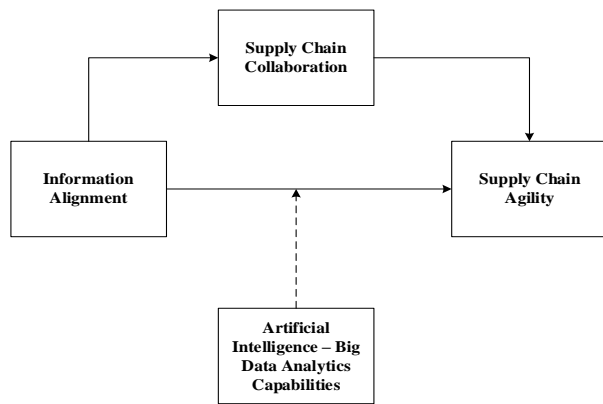 Supply Chain
Collaboration
Information
Alignment
Supply Chain
Agility
Artificial
Intelligence – Big
Data Analytics
Capabilities